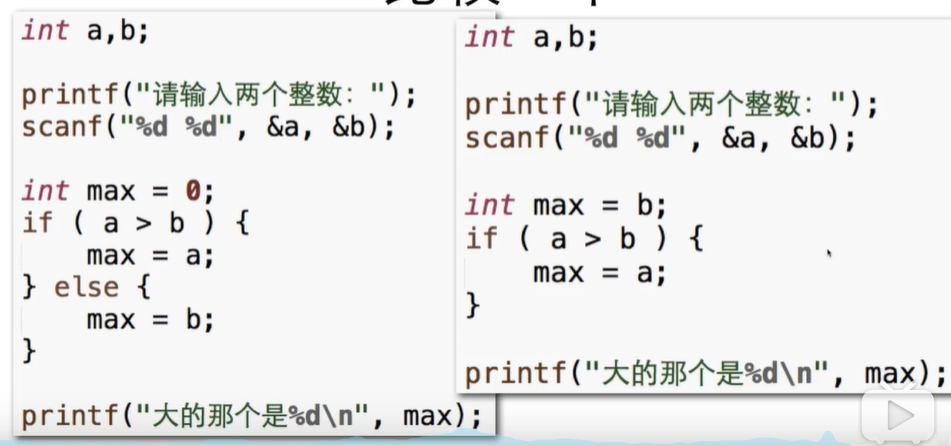 int a,b;
printf("请输入两个整数: ");
scanf("%d %d", &a, &b);
int max = 0;
if ( a > b ) {
max = a;
} else {
max = b;
}
printf("大的那个是%d\n", max);
int a,b;
printf("请输入两个整数: ");
scanf("%d %d", &a, &b);
int max = b;
if ( a > b ) {
max = a;
}
printf("大的那个是%d\n", max);